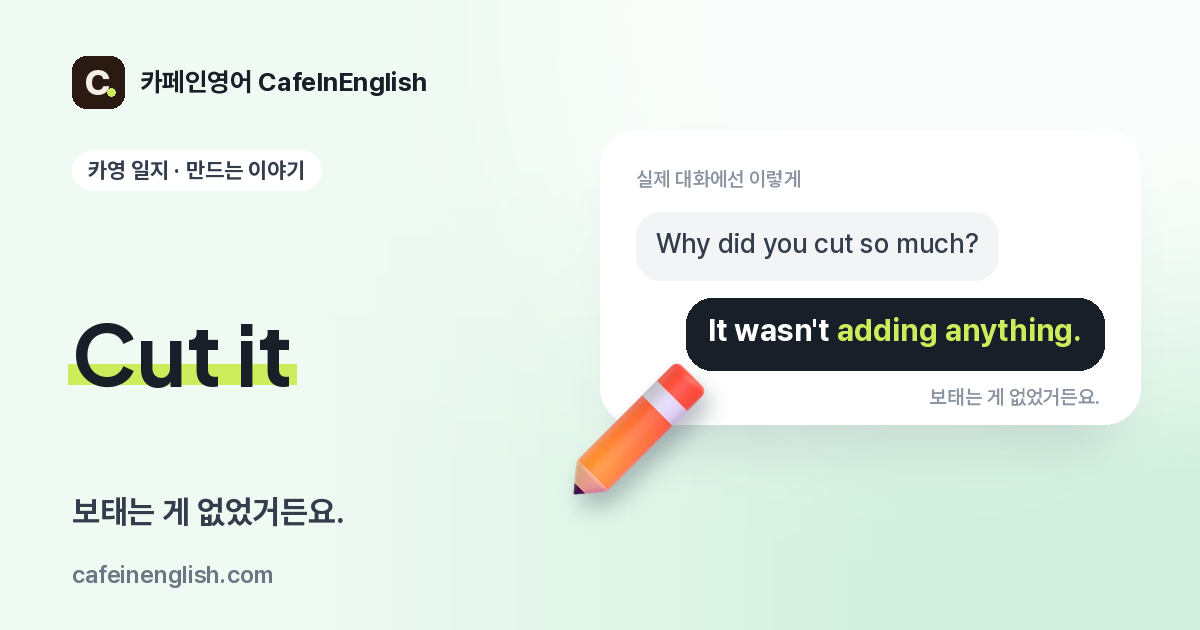 C
카페인영어 CafeInEnglish
카영 일지 · 만드는 이야기
Cut it
보태는 게 없었거든요.
cafeinenglish.com
실제 대화에선 이렇게
Why did you cut so much?
It wasn't adding anything.
보태는 게 없었거든요.